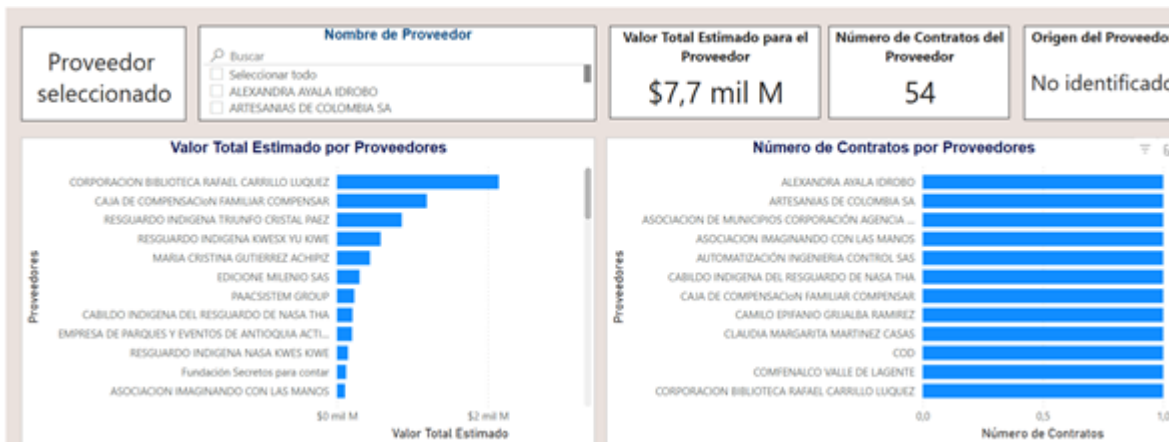 Proveedor
seleccionado
Nombre de Proveedor
Buscar
Seleccionar todo
ALEXANDRA AYALA IDROBO
ARTESANIAS DE COLOMBIA SA
Valor Total Estimado para el
Proveedor
$7,7 mil M
Número de Contratos del
Proveedor
54
Origen del Proveedor
No identificado
Valor Total Estimado por Proveedores
Proveedores
CORPORACION BIBLIOTECA RAFAEL CARRILLO LUQUEZ
CAJA DE COMPENSACIoN FAMILIAR COMPENSAR
RESGUARDO INDIGENA TRIUNFO CRISTAL PAEZ
RESGUARDO INDIGENA KWESX YU KIWE
MARIA CRISTINA GUTIERREZ ACHIPIZ
EDICIONE MILENIO SAS
PAACSISTEM GROUP
CABILDO INDIGENA DEL RESGUARDO DE NASA THA
EMPRESA DE PARQUES Y EVENTOS DE ANTIOQUIA ACTI...
RESGUARDO INDIGENA NASA KWES KIWE
Fundación Secretos para contar
ASOCIACION IMAGINANDO CON LAS MANOS
$0 mil M
$2 mil M
Valor Total Estimado
Número de Contratos por Proveedores
Proveedores
ALEXANDRA AYALA IDROBO
ARTESANIAS DE COLOMBIA SA
ASOCIACION DE MUNICIPIOS CORPORACIÓN AGENCIA ...
ASOCIACION IMAGINANDO CON LAS MANOS
AUTOMATIZACIÓN INGENIERIA CONTROL SAS
CABILDO INDIGENA DEL RESGUARDO DE NASA THA
CAJA DE COMPENSACIoN FAMILIAR COMPENSAR
CAMILO EPIFANIO GRIJALBA RAMIREZ
CLAUDIA MARGARITA MARTINEZ CASAS
COD
COMFENALCO VALLE DE LAGENTE
CORPORACION BIBLIOTECA RAFAEL CARRILLO LUQUEZ
0,0
0,5
1,0
Número de Contratos